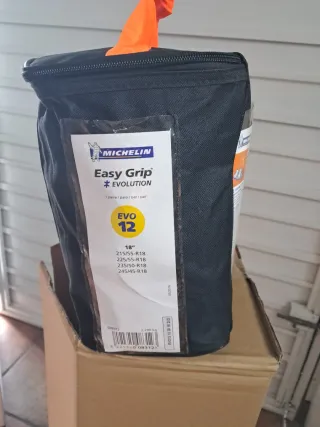 MICHELIN
Easy Grip®
EVOLUTION
EVO
12
18"
215/55-R18
225/55-R18
235/50-R18
245/45-R18